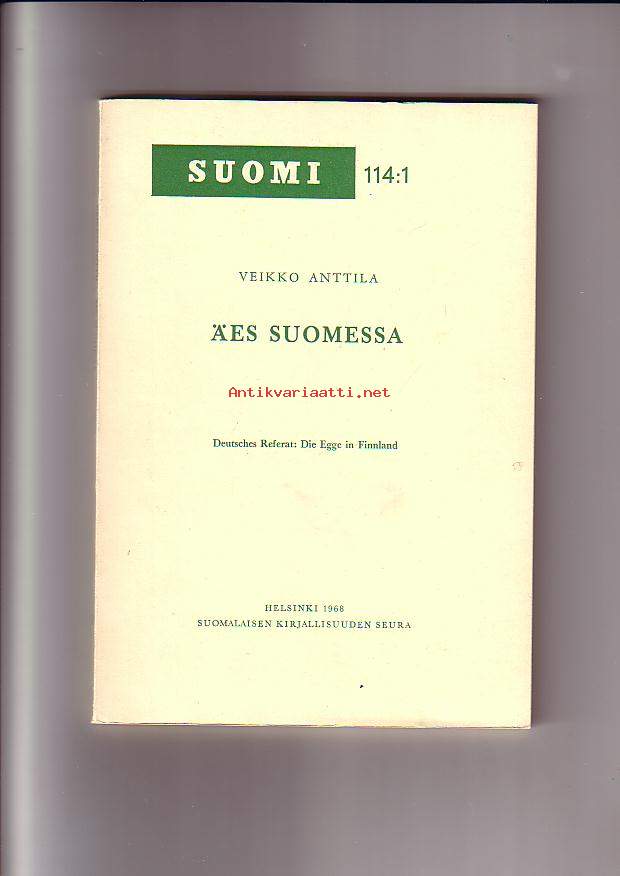 SUOMI 114:1
VEIKKO ANTTILA
ÄES SUOMESSA
Antikvariaatti.net
Deutsches Referat: Die Egge in Finnland
HELSINKI 1968
SUOMALAISEN KIRJALLISUUDEN SEURA